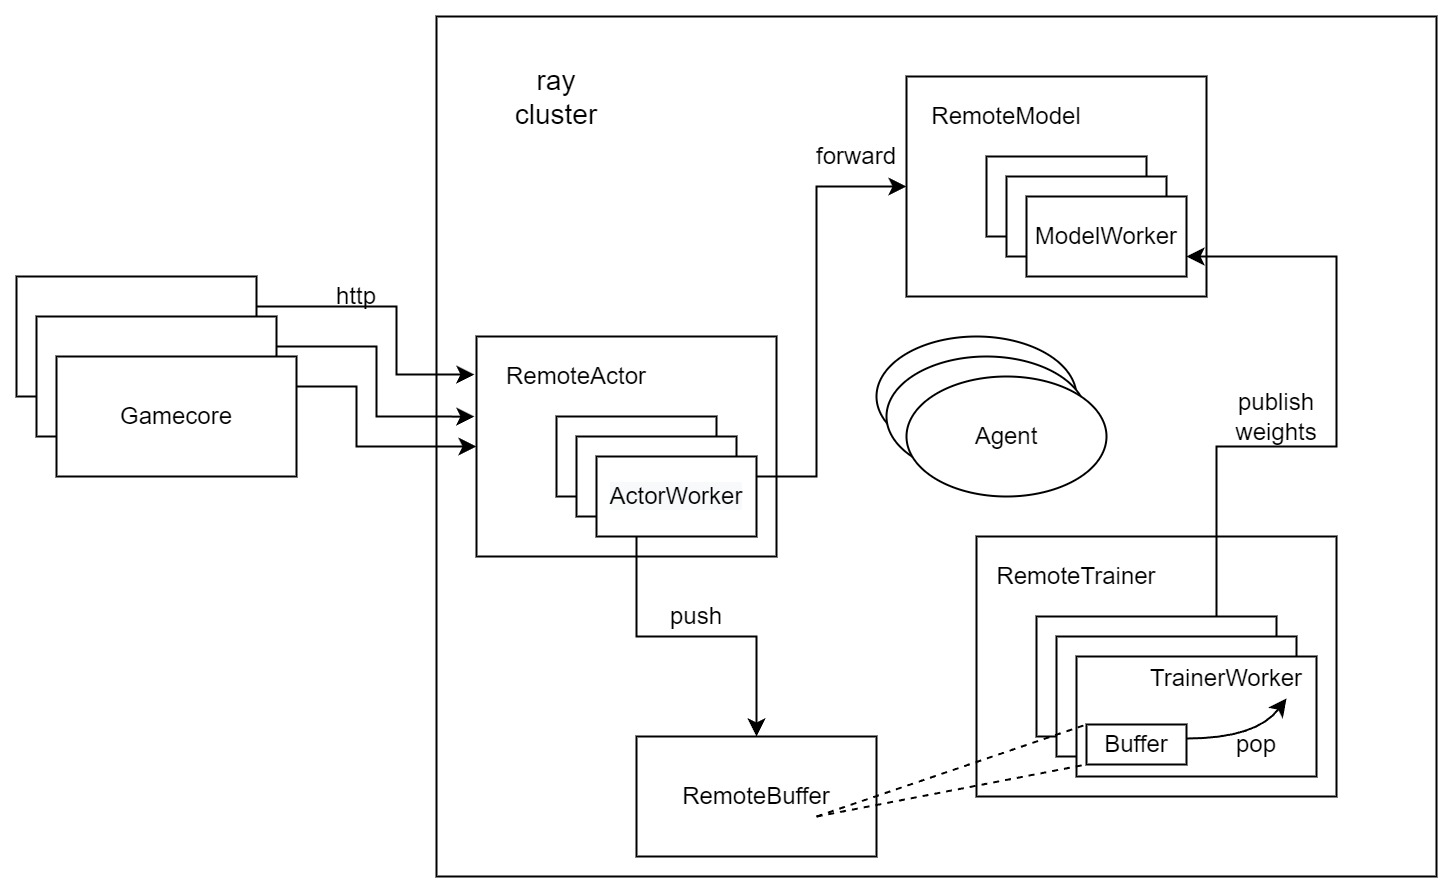 ray
cluster
RemoteModel
forward
ModelWorker
http
RemoteActor
Gamecore
publish
weights
Agent
ActorWorker
RemoteTrainer
push
TrainerWorker
Buffer
pop
RemoteBuffer